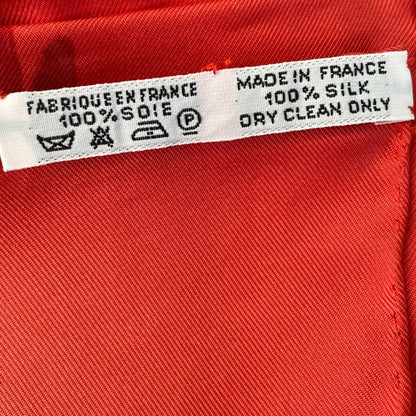 FABRIQUE EN FRANCE
100% SOIE
P
MADE IN FRANCE
100% SILK
DRY CLEAN ONLY